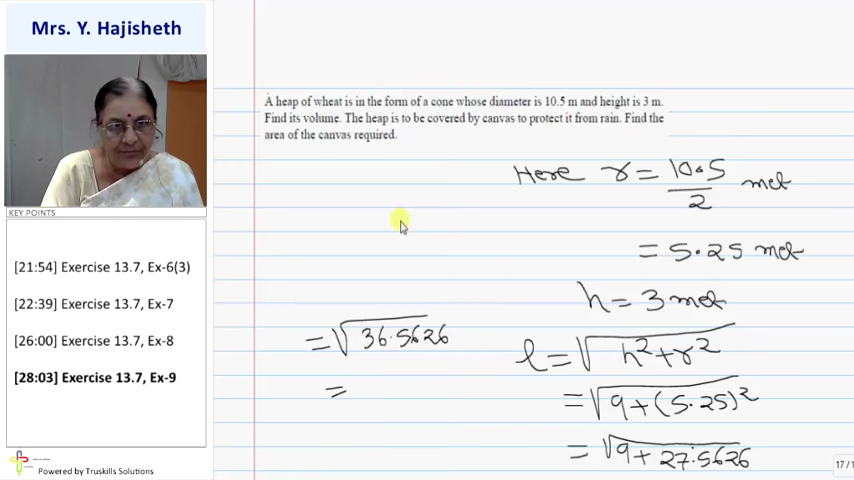 Mrs. Y. Hajisheth
KEY POINTS
[21:54] Exercise 13.7, Ex-6(3)
[22:39] Exercise 13.7, Ex-7
[26:00] Exercise 13.7, Ex-8
[28:03] Exercise 13.7, Ex-9
Powered by Truskills Solutions
A heap of wheat is in the form of a cone whose diameter is 10.5 m and height is 3 m.
Find its volume. The heap is to be covered by canvas to protect it from rain. Find the
area of the canvas required.
Here r = 10.5/2 met
= 5.25 met
h = 3 met
l = √h²+r²
= √9+(5.25)²
= √9+27.5626
= √36.5626
=
17/1